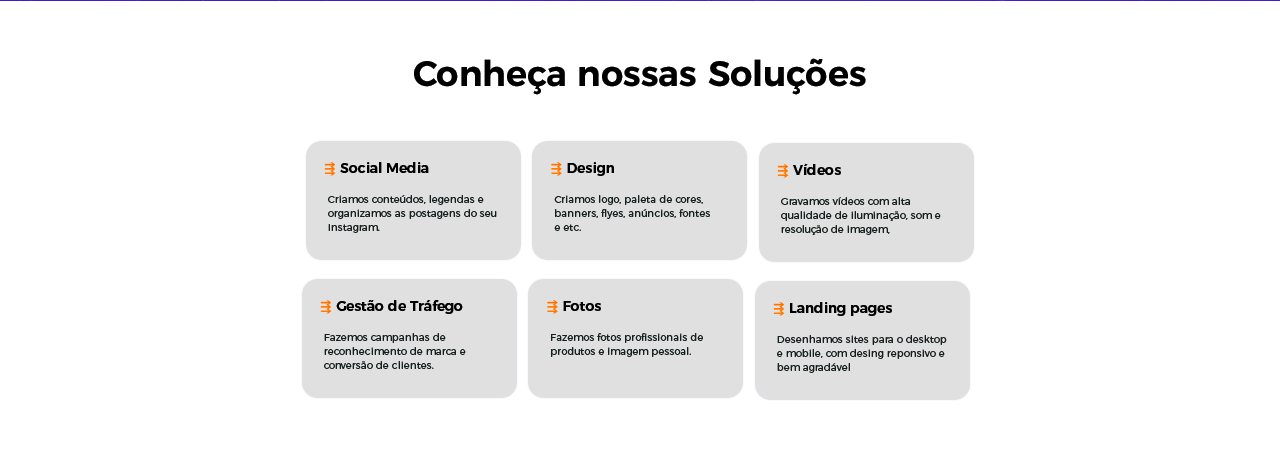 Conheça nossas Soluções
Social Media
Criamos conteúdos, legendas e
organizamos as postagens do seu
instagram.
Design
Criamos logo, paleta de cores,
banners, flyes, anúncios, fontes
e etc.
Vídeos
Gravamos vídeos com alta
qualidade de iluminação, som e
resolução de imagem,
Gestão de Tráfego
Fazemos campanhas de
reconhecimento de marca e
conversão de clientes.
Fotos
Fazemos fotos profissionais de
produtos e imagem pessoal.
Landing pages
Desenhamos sites para o desktop
e mobile, com desing reponsivo e
bem agradável